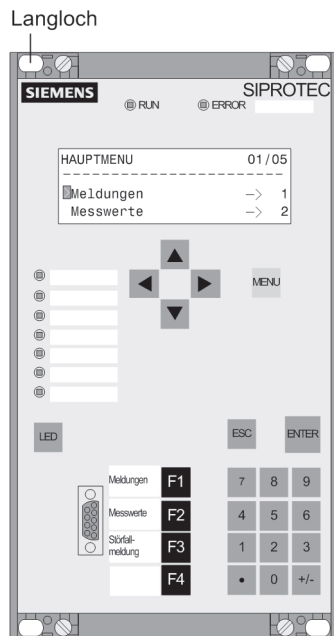 Langloch
SIEMENS
SIPROTEC
RUN
ERROR
HAUPTMENU 01/05
--------------------
Meldungen —> 1
Messwerte —> 2
MENU
LED
ESC
ENTER
Meldungen F1
Messwerte F2
Störfall-
meldung F3
F4
7 8 9
4 5 6
1 2 3
• 0 +/-